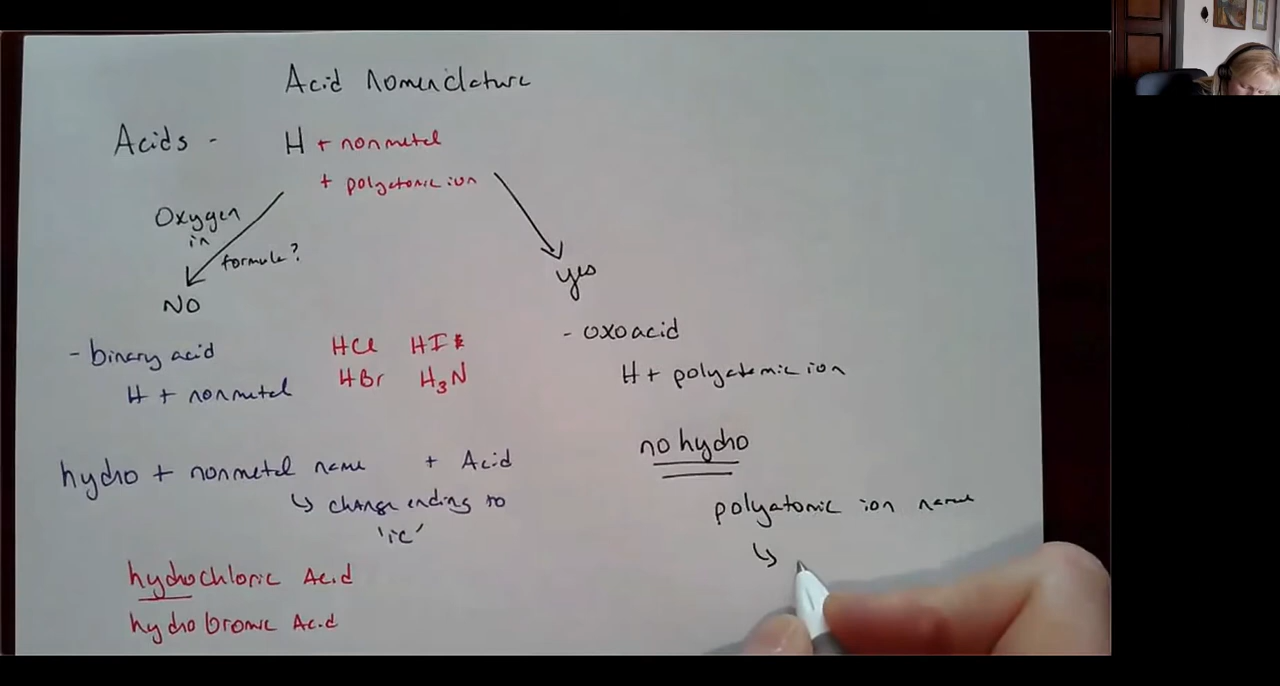 Acid nomenclature
Acids - H + nonmetal
+ polyatomic ion
Oxygen
in
formula?
NO
yes
- binary acid
H + nonmetal
HCl HI
HBr H3N
- oxoacid
H + polyatomic ion
hydro + nonmetal name + Acid
↳ change ending to
'ic'
hydrochloric Acid
hydrobromic Acid
no hydro
polyatomic ion name
↳